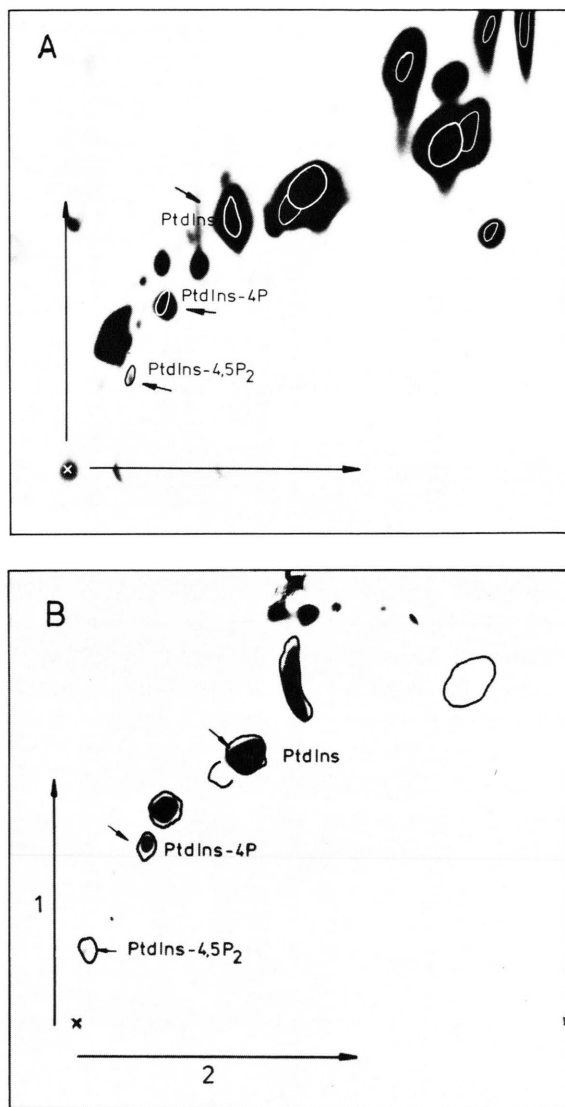 A
PtdIns
PtdIns-4P
PtdIns-4,5P₂
x
B
PtdIns
PtdIns-4P
1
PtdIns-4,5P₂
x
2